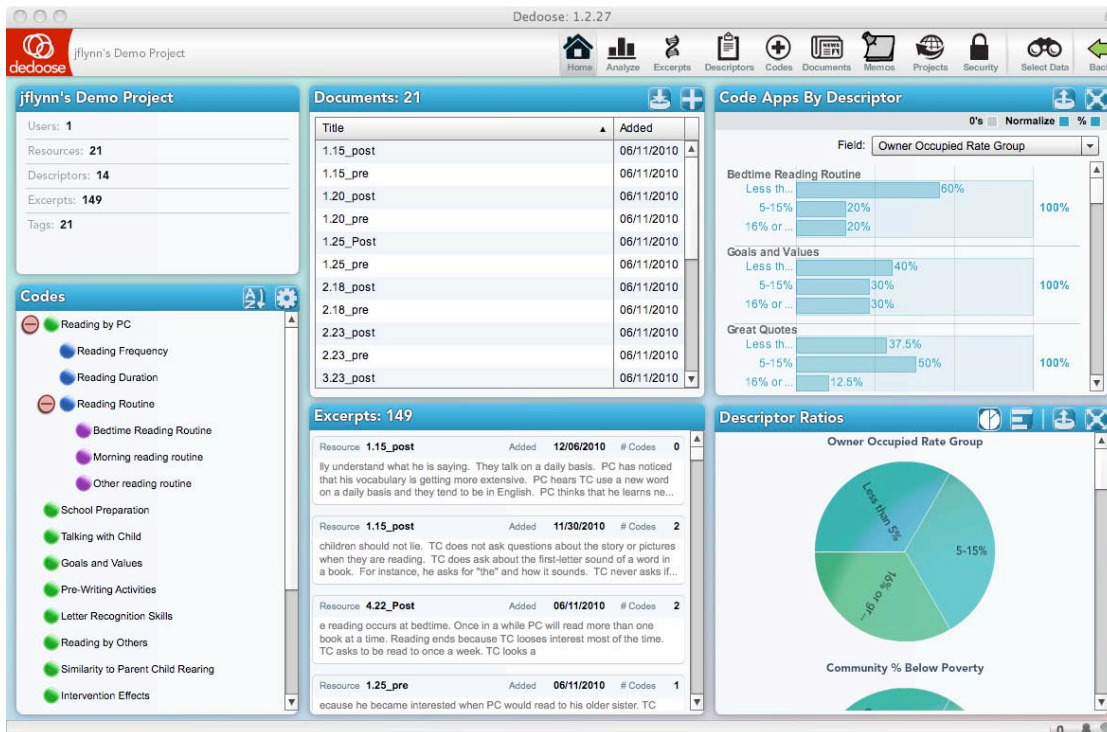 Dedoose: 1.2.27
dedoose
jflynn's Demo Project
Home
Analyze
Excerpts
Descriptors
Codes
Documents
Memos
Projects
Security
Select Data
Back
jflynn's Demo Project
Users: 1
Resources: 21
Descriptors: 14
Excerpts: 149
Tags: 21
Codes
Reading by PC
Reading Frequency
Reading Duration
Reading Routine
Bedtime Reading Routine
Morning reading routine
Other reading routine
School Preparation
Talking with Child
Goals and Values
Pre-Writing Activities
Letter Recognition Skills
Reading by Others
Similarity to Parent Child Rearing
Intervention Effects
Documents: 21
Title Added
1.15_post 06/11/2010
1.15_pre 06/11/2010
1.20_post 06/11/2010
1.20_pre 06/11/2010
1.25_Post 06/11/2010
1.25_pre 06/11/2010
2.18_post 06/11/2010
2.18_pre 06/11/2010
2.23_post 06/11/2010
2.23_pre 06/11/2010
3.23_post 06/11/2010
Excerpts: 149
Resource 1.15_post Added 12/06/2010 # Codes 0
lly understand what he is saying. They talk on a daily basis. PC has noticed
that his vocabulary is getting more extensive. PC hears TC use a new word
on a daily basis and they tend to be in English. PC thinks that he learns ne...
Resource 1.15_post Added 11/30/2010 # Codes 2
children should not lie. TC does not ask questions about the story or pictures
when they are reading. TC does ask about the first-letter sound of a word in
a book. For instance, he asks for "the" and how it sounds. TC never asks if...
Resource 4.22_Post Added 06/11/2010 # Codes 2
e reading occurs at bedtime. Once in a while PC will read more than one
book at a time. Reading ends because TC looses interest most of the time.
TC asks to be read to once a week. TC looks a
Resource 1.25_pre Added 06/11/2010 # Codes 1
ecause he became interested when PC would read to his older sister. TC
Code Apps By Descriptor
0's Normalize %
Field: Owner Occupied Rate Group
Bedtime Reading Routine
Less th... 60%
5-15% 20% 100%
16% or ... 20%
Goals and Values
Less th... 40%
5-15% 30% 100%
16% or ... 30%
Great Quotes
Less th... 37.5%
5-15% 50% 100%
16% or ... 12.5%
Descriptor Ratios
Owner Occupied Rate Group
Less than 5%
5-15%
16% or gr...
Community % Below Poverty
0